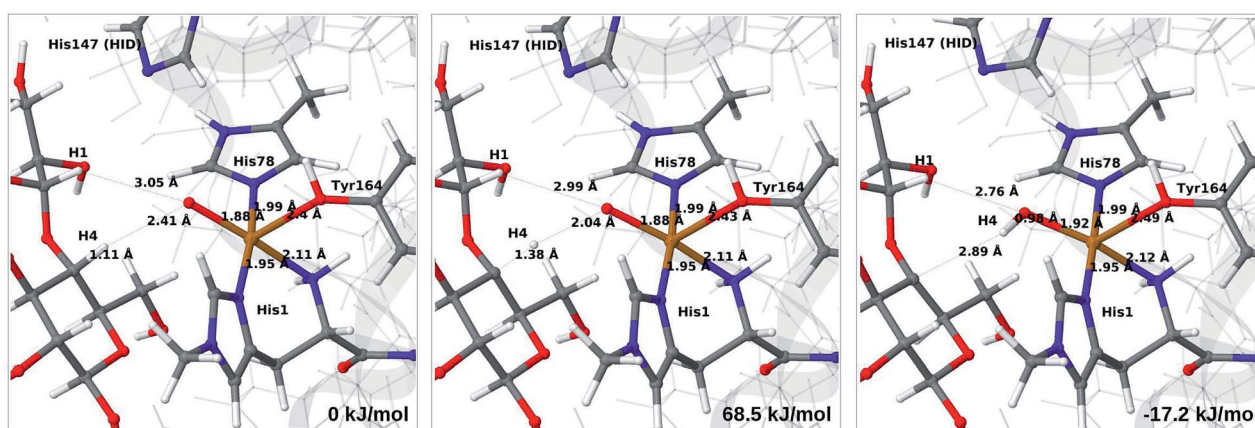 His147 (HID)
H1
His78
Tyr164
3.05 Å
1.99 Å
2.4 Å
2.41 Å
1.88Å
1.11 Å
1.95 Å
2.11 Å
His1
0 kJ/mol
His147 (HID)
H1
His78
Tyr164
2.99 Å
1.99 Å
2.43 Å
H4
2.04 Å
1.88Å
1.38 Å
1.95 Å
2.11 Å
His1
68.5 kJ/mol
His147 (HID)
H1
His78
Tyr164
2.76 Å
1.99 Å
2.49 Å
H4
0.98 Å
1.92 Å
2.89 Å
1.95 Å
2.12 Å
His1
-17.2 kJ/mo